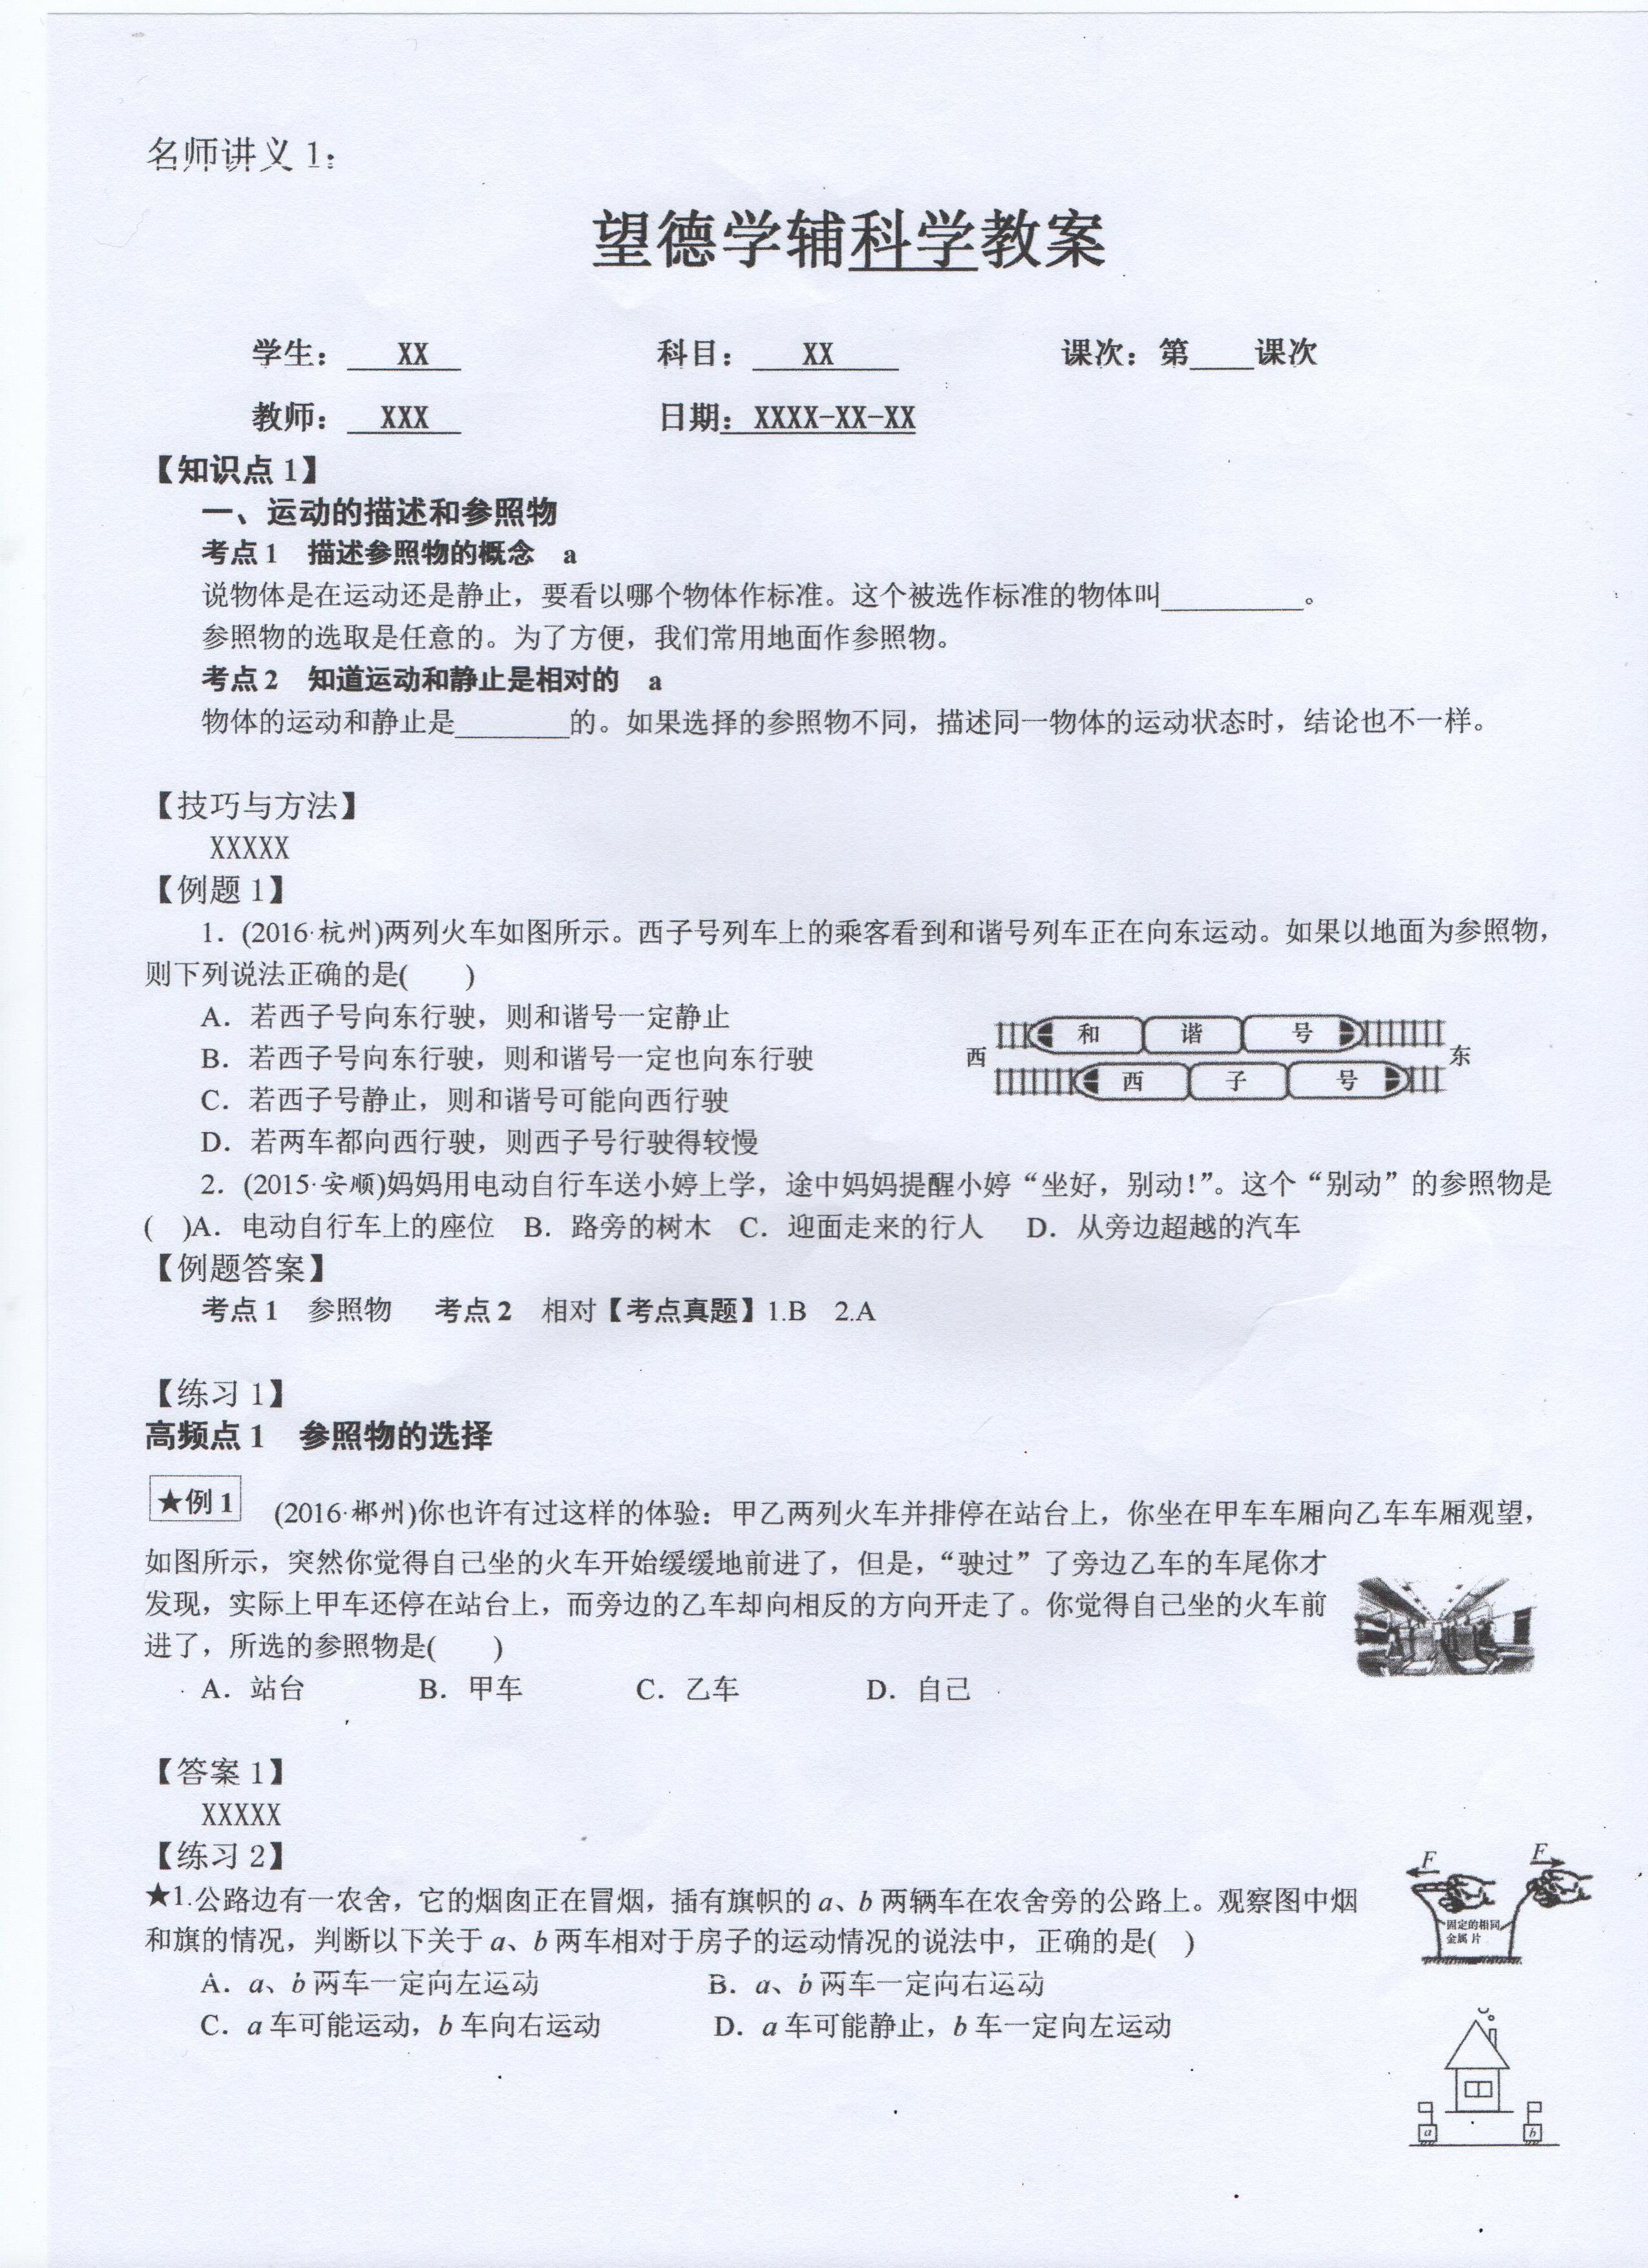 名师讲义 1：
望德学辅科学教案
学生： XX 科目： XX 课次：第____课次
教师： XXX 日期：XXXX-XX-XX
【知识点 1】
一、运动的描述和参照物
考点 1 描述参照物的概念 a
说物体是在运动还是静止，要看以哪个物体作标准。这个被选作标准的物体叫__________。
参照物的选取是任意的。为了方便，我们常用地面作参照物。
考点 2 知道运动和静止是相对的 a
物体的运动和静止是________的。如果选择的参照物不同，描述同一物体的运动状态时，结论也不一样。
【技巧与方法】
XXXXX
【例题 1】
1．(2016·杭州)两列火车如图所示。西子号列车上的乘客看到和谐号列车正在向东运动。如果以地面为参照物，
则下列说法正确的是( )
A．若西子号向东行驶，则和谐号一定静止
B．若西子号向东行驶，则和谐号一定也向东行驶
C．若西子号静止，则和谐号可能向西行驶
D．若两车都向西行驶，则西子号行驶得较慢
和 谐 号
西 东
西 子 号
2．(2015·安顺)妈妈用电动自行车送小婷上学，途中妈妈提醒小婷“坐好，别动！”。这个“别动”的参照物是
( )A．电动自行车上的座位 B．路旁的树木 C．迎面走来的行人 D．从旁边超越的汽车
【例题答案】
考点 1 参照物 考点 2 相对【考点真题】1.B 2.A
【练习 1】
高频点 1 参照物的选择
★例 1 (2016·郴州)你也许有过这样的体验：甲乙两列火车并排停在站台上，你坐在甲车车厢向乙车车厢观望，
如图所示，突然你觉得自己坐的火车开始缓缓地前进了，但是，“驶过”了旁边乙车的车尾你才
发现，实际上甲车还停在站台上，而旁边的乙车却向相反的方向开走了。你觉得自己坐的火车前
进了，所选的参照物是( )
A．站台 B．甲车 C．乙车 D．自己
【答案 1】
XXXXX
【练习 2】
★1.公路边有一农舍，它的烟囱正在冒烟，插有旗帜的 a、b 两辆车在农舍旁的公路上。观察图中烟
和旗的情况，判断以下关于 a、b 两车相对于房子的运动情况的说法中，正确的是( )
A．a、b 两车一定向左运动 B．a、b 两车一定向右运动
C．a 车可能运动，b 车向右运动 D．a 车可能静止，b 车一定向左运动
F F
固定的相同
金属 片
a b